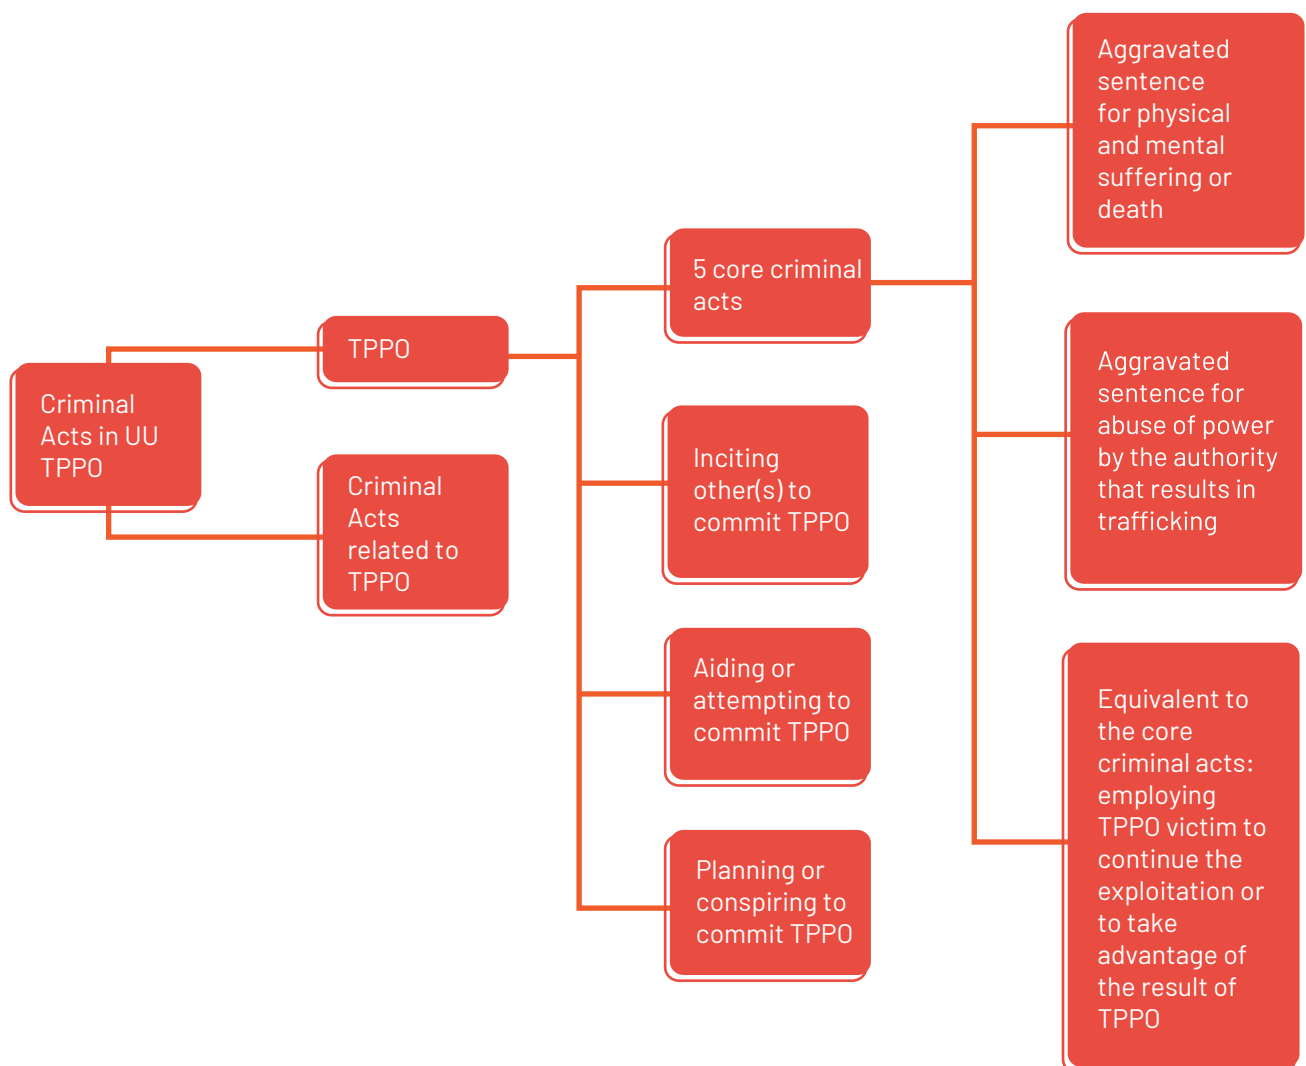 Criminal
Acts in UU
TPPO
TPPO
Criminal
Acts
related to
TPPO
5 core criminal
acts
Inciting
other(s) to
commit TPPO
Aiding or
attempting to
commit TPPO
Planning or
conspiring to
commit TPPO
Aggravated
sentence
for physical
and mental
suffering or
death
Aggravated
sentence for
abuse of power
by the authority
that results in
trafficking
Equivalent to
the core
criminal acts:
employing
TPPO victim to
continue the
exploitation or
to take
advantage of
the result of
TPPO